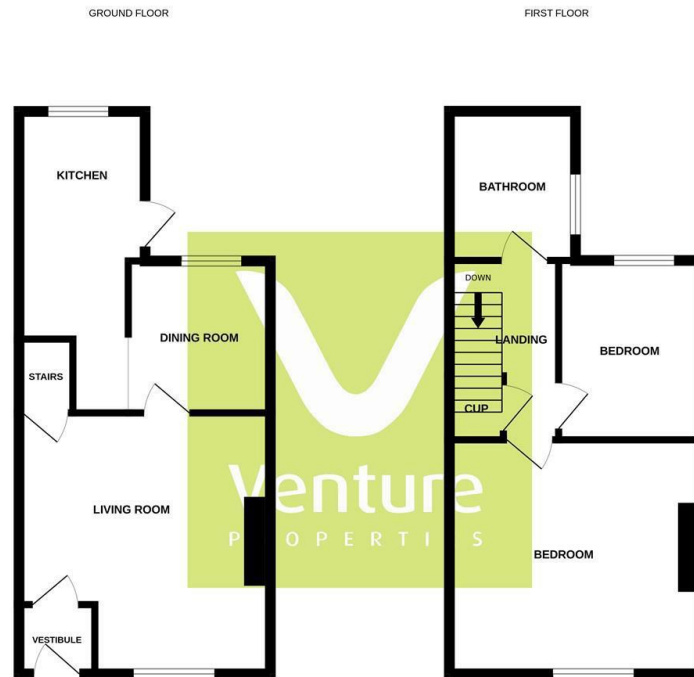 GROUND FLOOR
FIRST FLOOR
KITCHEN
BATHROOM
DOWN
DINING ROOM
LANDING
BEDROOM
STAIRS
CUP
Venture
PROPERTIES
LIVING ROOM
BEDROOM
VESTIBULE